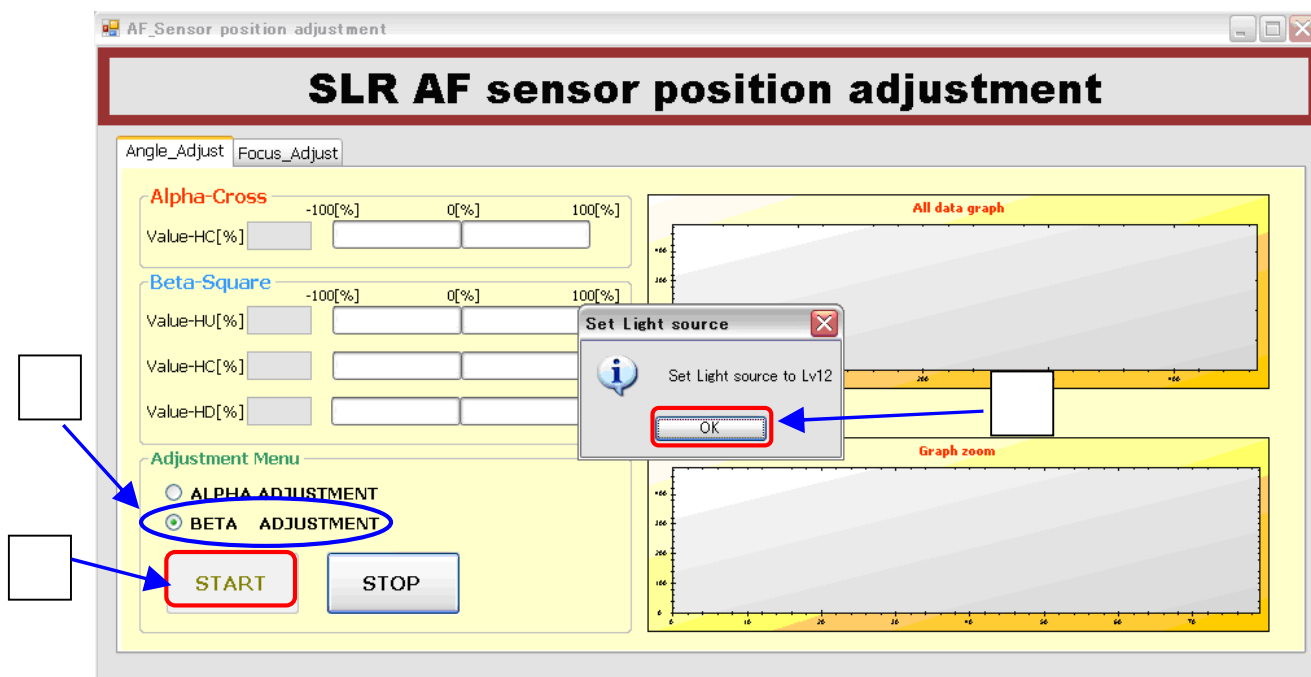 AF_Sensor position adjustment
SLR AF sensor position adjustment
Angle_Adjust Focus_Adjust
Alpha-Cross
-100[%] 0[%] 100[%]
Value-HC[%]
Beta-Square
-100[%] 0[%] 100[%]
Value-HU[%]
Value-HC[%]
Value-HD[%]
Adjustment Menu
ALPHA ADJUSTMENT
BETA ADJUSTMENT
START STOP
All data graph
Set Light source
Set Light source to Lv12
OK
Graph zoom